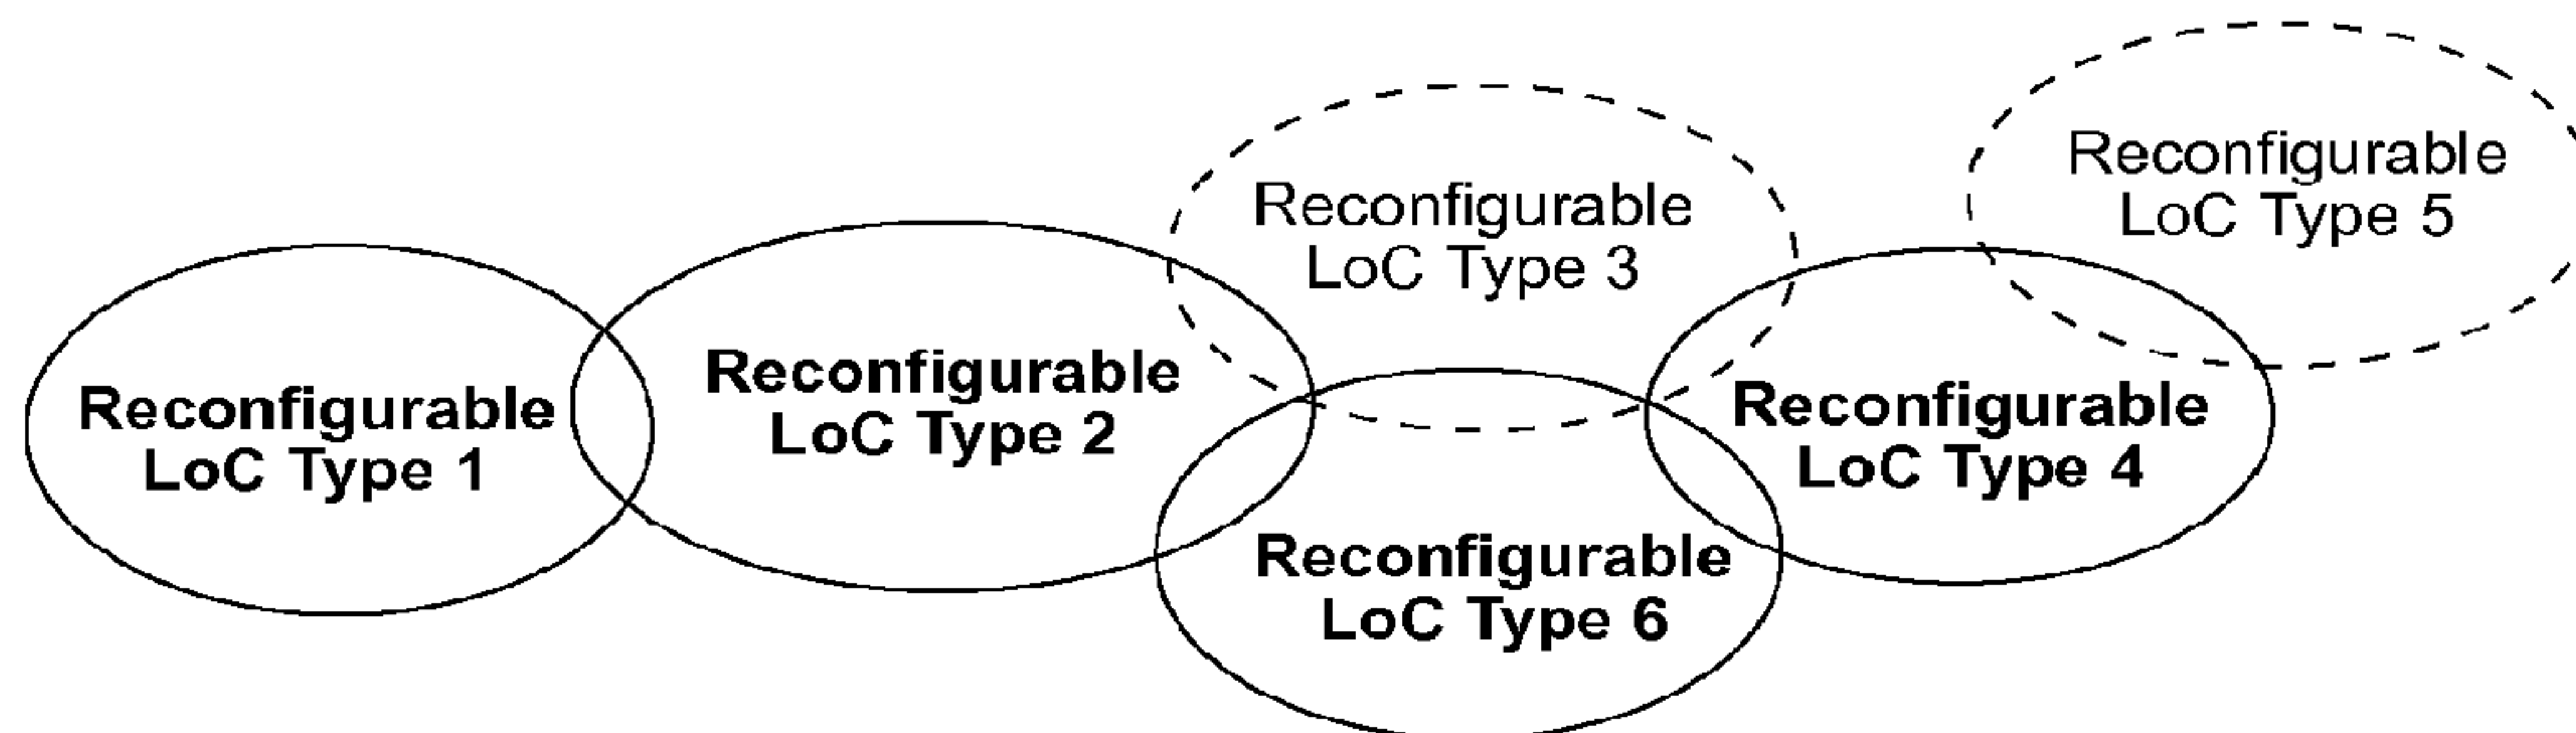 Reconfigurable
LoC Type 1
Reconfigurable
LoC Type 2
Reconfigurable
LoC Type 3
Reconfigurable
LoC Type 4
Reconfigurable
LoC Type 5
Reconfigurable
LoC Type 6